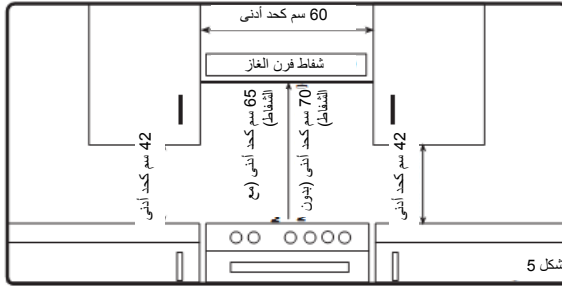 60 سم كحد أدنى
شفاط فرن الغاز
42 سم كحد أدنى
65 سم كحد أدنى (مع
الشفاط)
70 سم كحد أدنى (بدون
الشفاط)
42 سم كحد أدنى
شكل 5